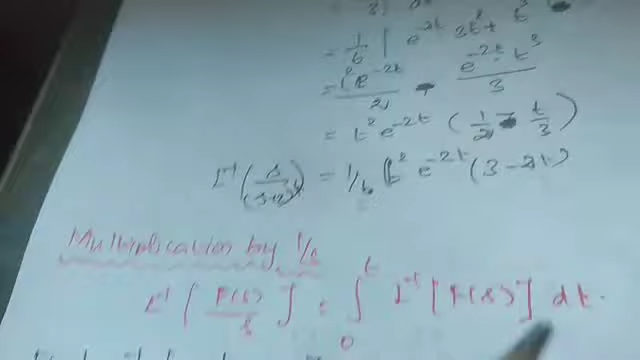 = 1/6 [ e^{-2t} 3t^2 + t^3
= t^2 e^{-2t}/2 - e^{-2t} t^3/3
= t^2 e^{-2t} (1/2 - t/3)
L^{-1}(s/(s+2)^4) = 1/6 t^2 e^{-2t} (3-2t)
Multiplication by 1/s
L^{-1} [F(s)/s] = ∫_0^t L^{-1} [F(s)] dt.